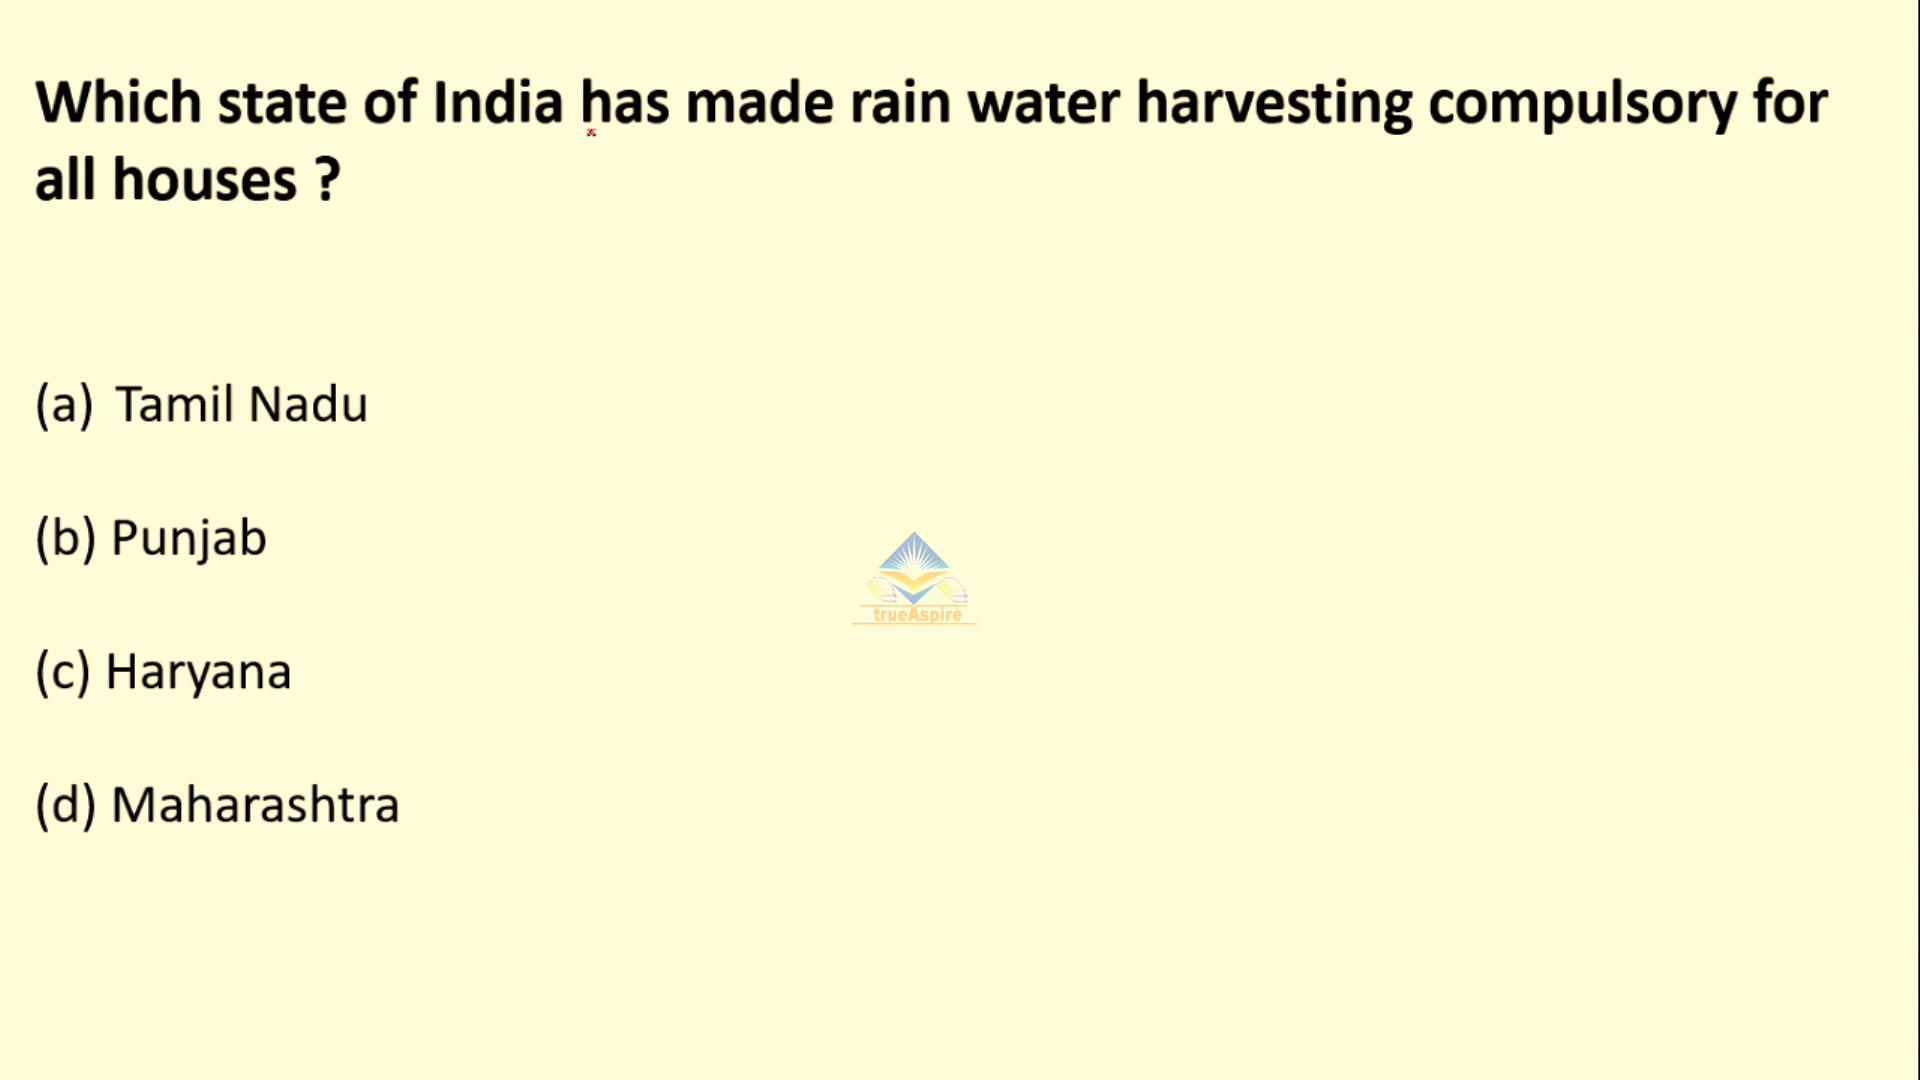 Which state of India has made rain water harvesting compulsory for
all houses ?
(a) Tamil Nadu
(b) Punjab
trueAspire
(c) Haryana
(d) Maharashtra